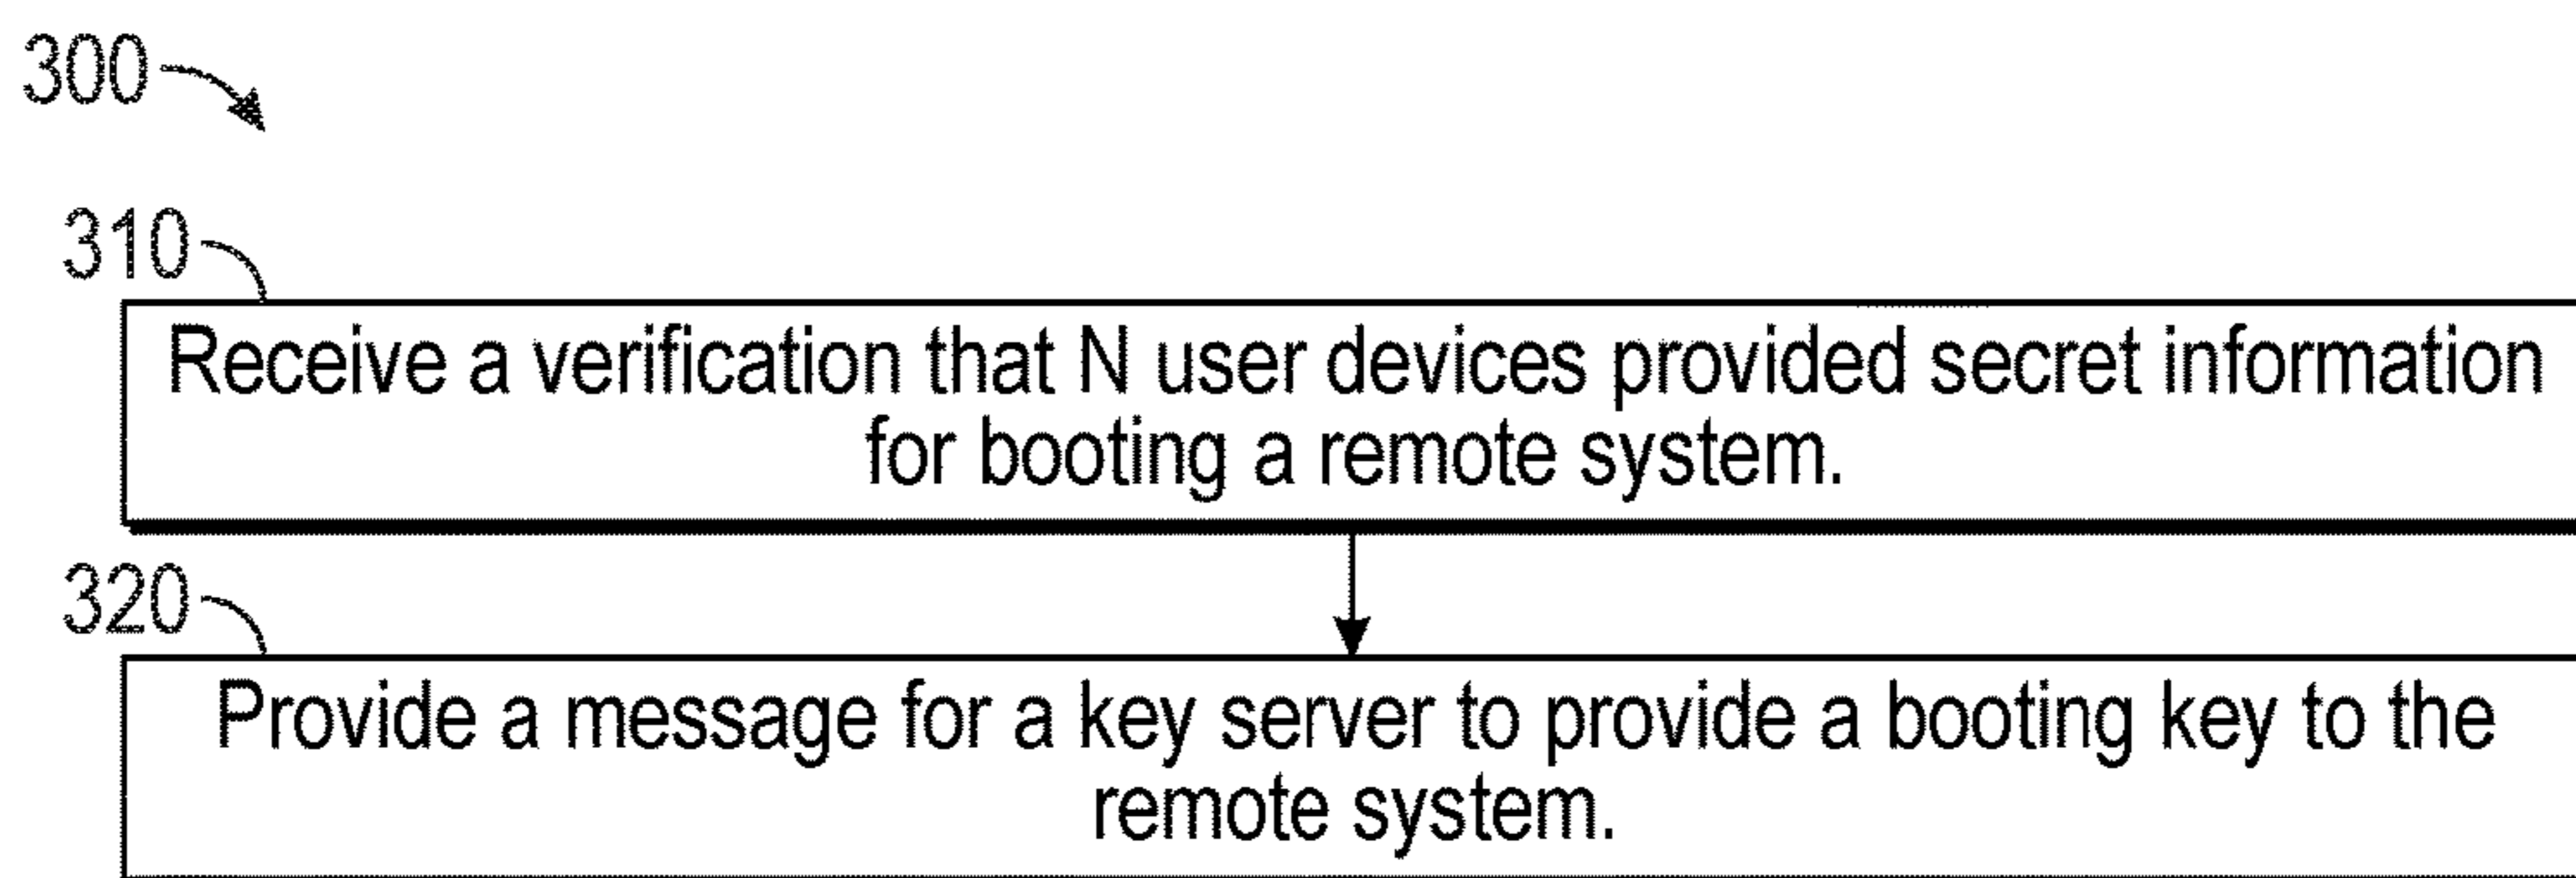 300
310
Receive a verification that N user devices provided secret information
for booting a remote system.
320
Provide a message for a key server to provide a booting key to the
remote system.